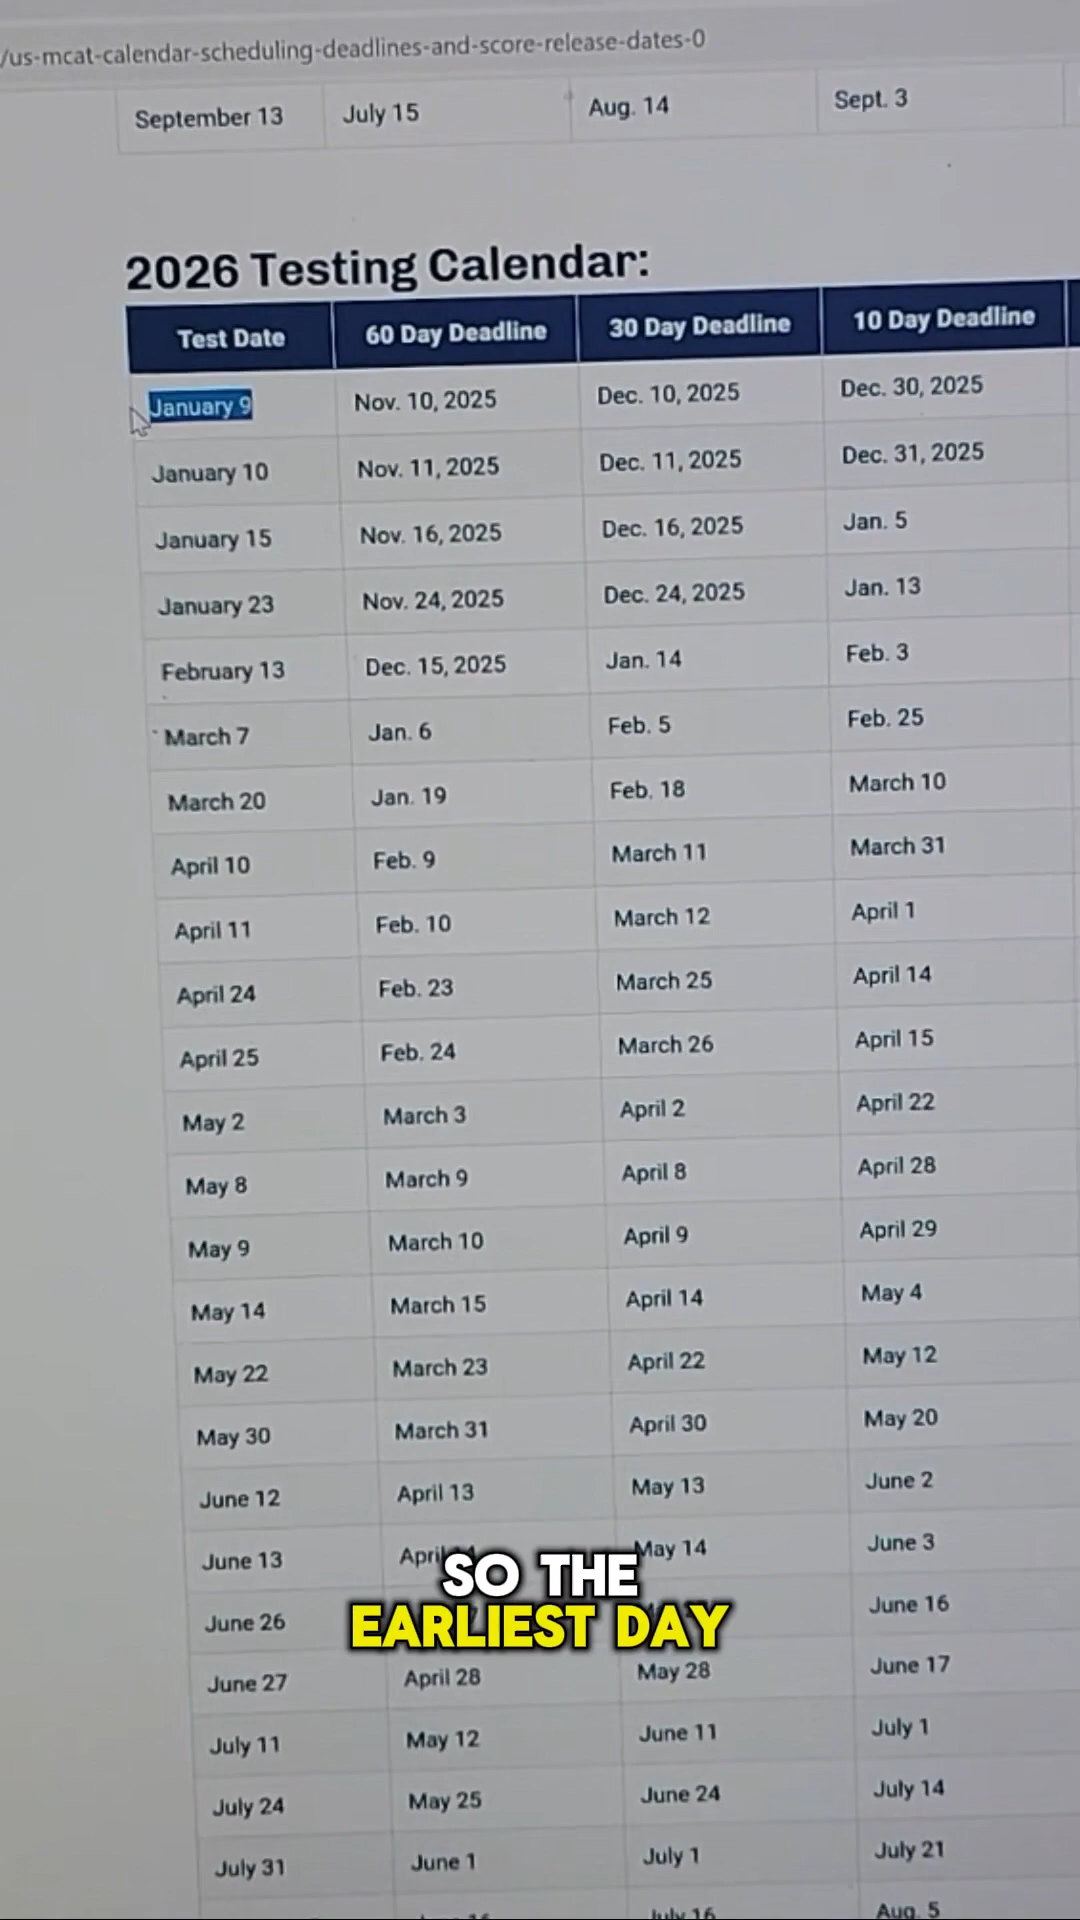 /us-mcat-calendar-scheduling-deadlines-and-score-release-dates-0
September 13 July 15 Aug. 14 Sept. 3
2026 Testing Calendar:
Test Date 60 Day Deadline 30 Day Deadline 10 Day Deadline
January 9 Nov. 10, 2025 Dec. 10, 2025 Dec. 30, 2025
January 10 Nov. 11, 2025 Dec. 11, 2025 Dec. 31, 2025
January 15 Nov. 16, 2025 Dec. 16, 2025 Jan. 5
January 23 Nov. 24, 2025 Dec. 24, 2025 Jan. 13
February 13 Dec. 15, 2025 Jan. 14 Feb. 3
March 7 Jan. 6 Feb. 5 Feb. 25
March 20 Jan. 19 Feb. 18 March 10
April 10 Feb. 9 March 11 March 31
April 11 Feb. 10 March 12 April 1
April 24 Feb. 23 March 25 April 14
April 25 Feb. 24 March 26 April 15
May 2 March 3 April 2 April 22
May 8 March 9 April 8 April 28
May 9 March 10 April 9 April 29
May 14 March 15 April 14 May 4
May 22 March 23 April 22 May 12
May 30 March 31 April 30 May 20
June 12 April 13 May 13 June 2
June 13 April May 14 June 3
SO THE
June 26 June 16
EARLIEST DAY
June 27 April 28 May 28 June 17
July 11 May 12 June 11 July 1
July 24 May 25 June 24 July 14
July 31 June 1 July 1 July 21
July 16 Aug. 5